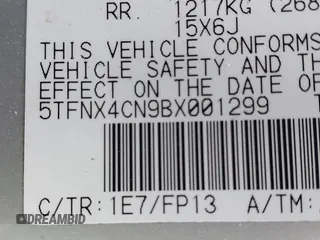 RR. 1217KG (268
15X6J
THIS VEHICLE CONFORMS
VEHICLE SAFETY AND TH
EFFECT ON THE DATE OF
5TFNX4CN9BX001299 T
C/TR:1E7/FP13 A/TM:
DREAMBID